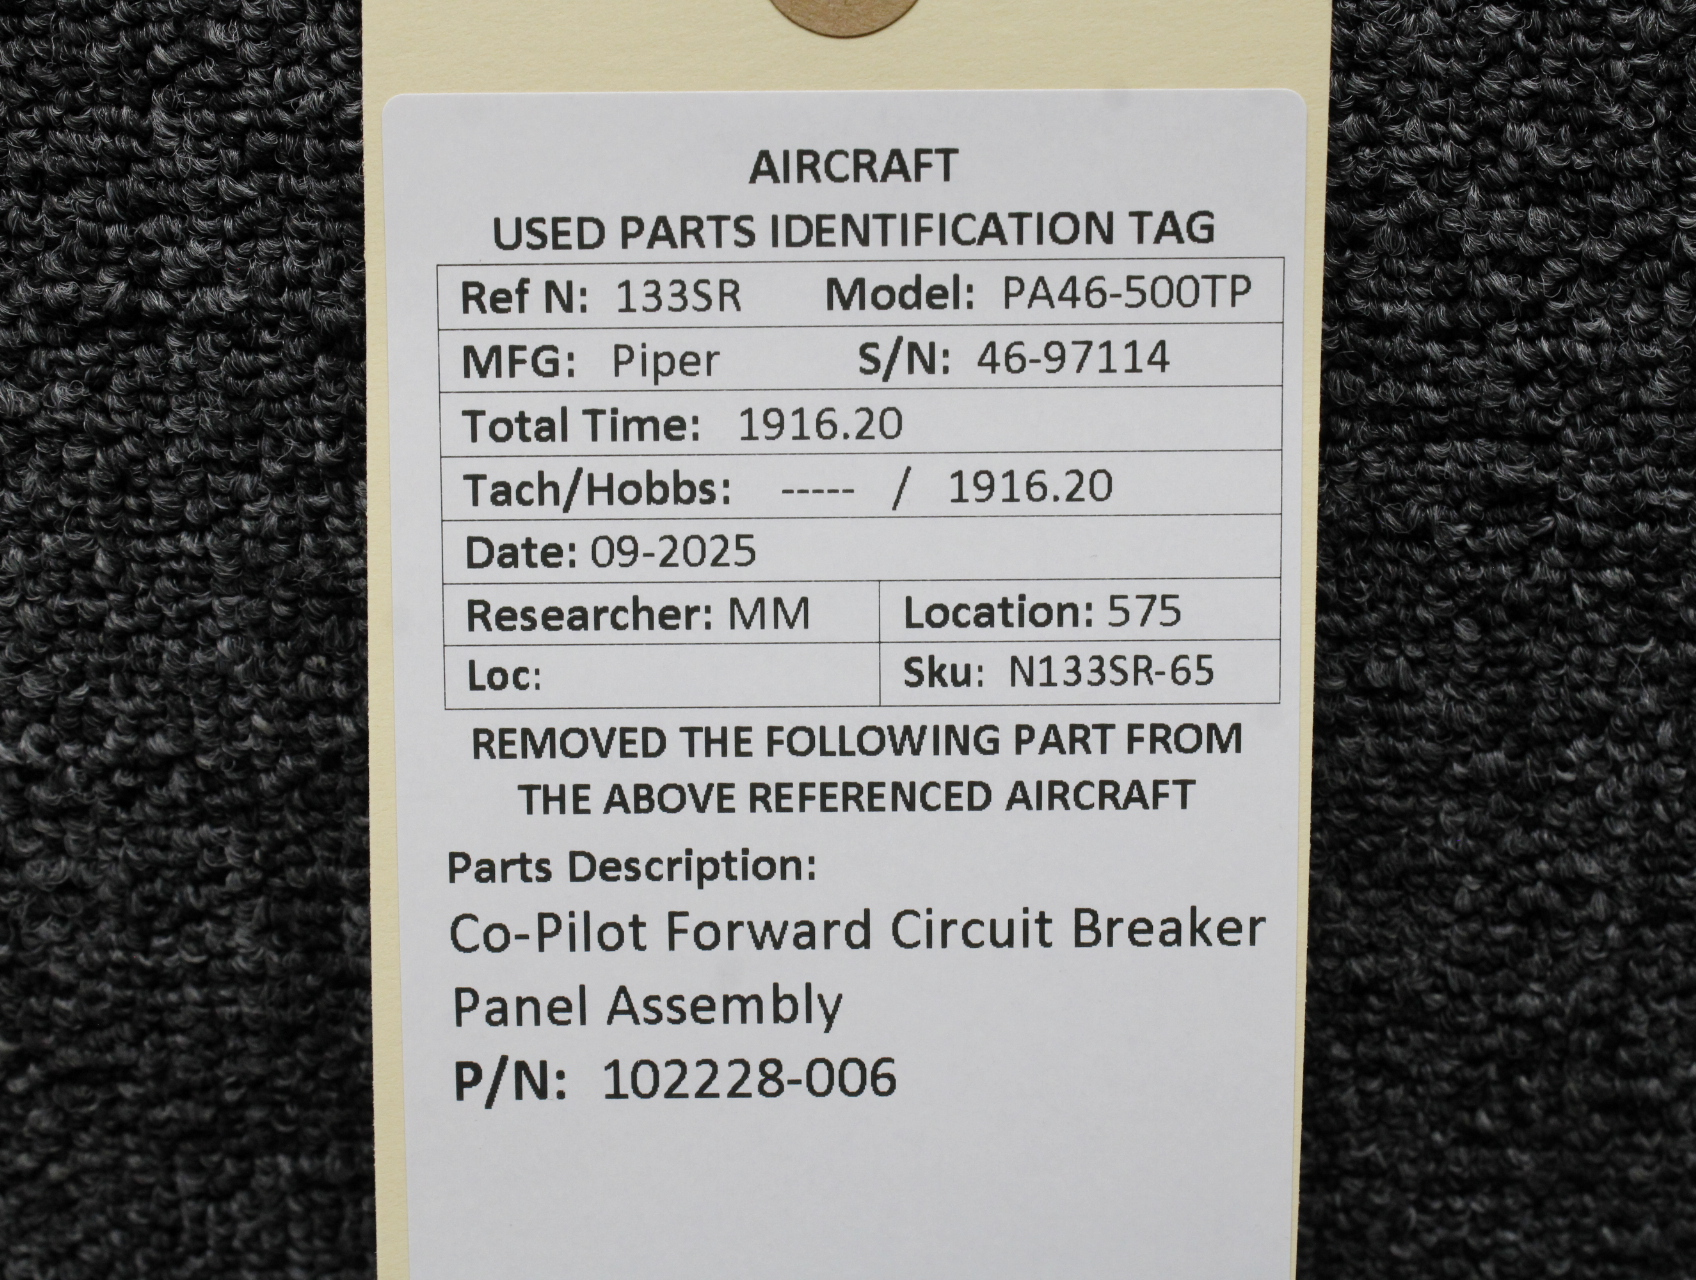 AIRCRAFT
USED PARTS IDENTIFICATION TAG
Ref N: 133SR Model: PA46-500TP
MFG: Piper S/N: 46-97114
Total Time: 1916.20
Tach/Hobbs: ----- / 1916.20
Date: 09-2025
Researcher: MM Location: 575
Loc: Sku: N133SR-65
REMOVED THE FOLLOWING PART FROM
THE ABOVE REFERENCED AIRCRAFT
Parts Description:
Co-Pilot Forward Circuit Breaker
Panel Assembly
P/N: 102228-006